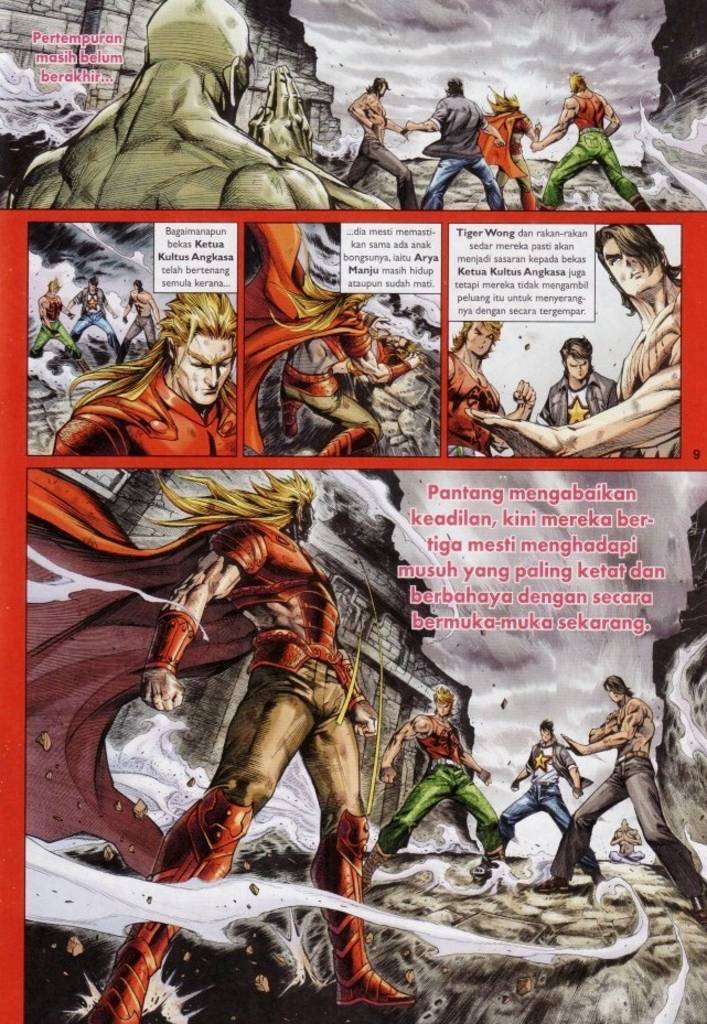 Pertempuran
masih belum
berakhir...
Bagaimanapun
bekas Ketua
Kultus Angkasa
telah bertenang
semula kerana...
...dia mesti memasti-
kan sama ada anak
bongsunya, iaitu Arya
Manju masih hidup
ataupun sudah mati.
Tiger Wong dan rakan-rakan
sedar mereka pasti akan
menjadi sasaran kepada bekas
Ketua Kultus Angkasa juga
tetapi mereka tidak mengambil
peluang itu untuk menyerang-
nya dengan secara tergempar.
9
Pantang mengabaikan
keadilan, kini mereka ber-
tiga mesti menghadapi
musuh yang paling ketat dan
berbahaya dengan secara
bermuka-muka sekarang.